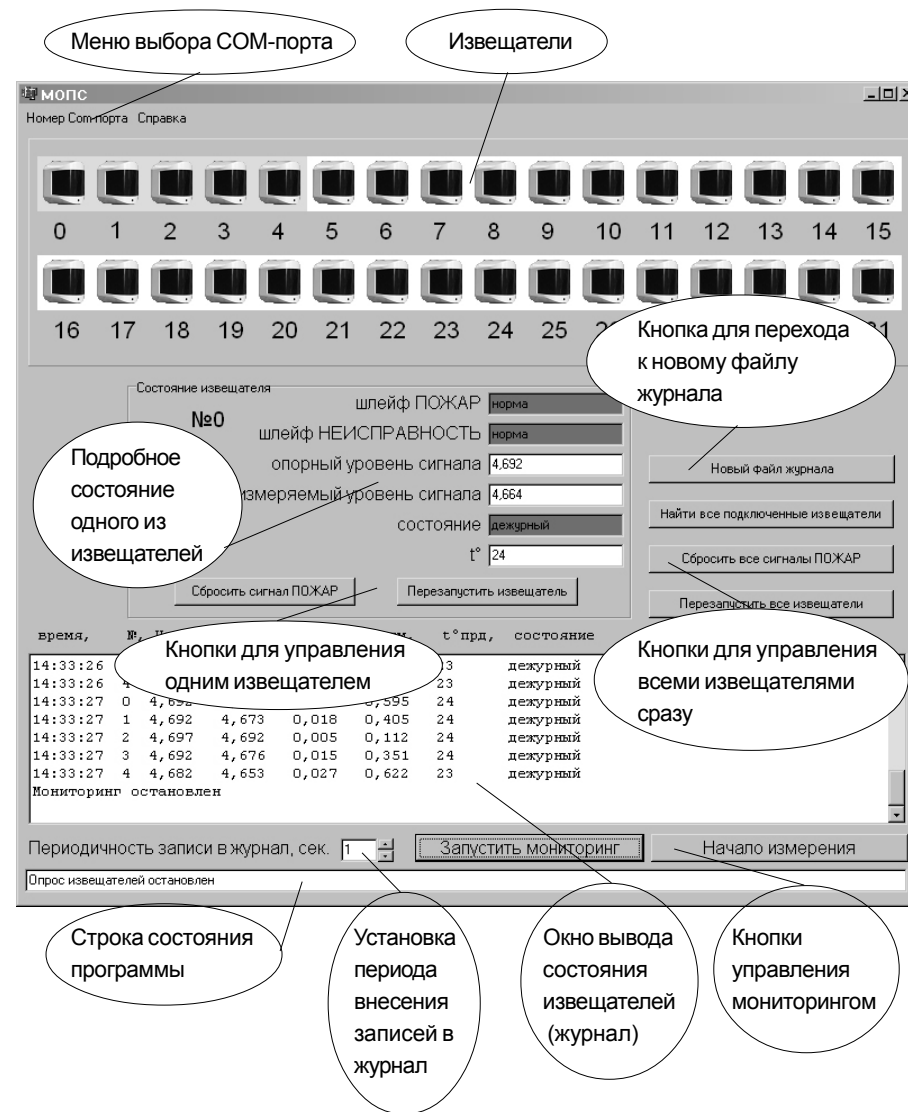 Меню выбора COM-порта
Извещатели
МОПС
Номер Com-порта Справка
0 1 2 3 4 5 6 7 8 9 10 11 12 13 14 15
16 17 18 19 20 21 22 23 24 25
Кнопка для перехода
к новому файлу
журнала
Состояние извещателя
№0
шлейф ПОЖАР норма
шлейф НЕИСПРАВНОСТЬ норма
опорный уровень сигнала 4,692
измеряемый уровень сигнала 4,664
состояние дежурный
t° 24
Сбросить сигнал ПОЖАР
Перезапустить извещатель
Подробное
состояние
одного из
извещателей
Новый файл журнала
Найти все подключенные извещатели
Сбросить все сигналы ПОЖАР
Перезапустить все извещатели
Кнопки для управления
одним извещателем
Кнопки для управления
всеми извещателями
сразу
время, №, t°прд, состояние
14:33:26 23 дежурный
14:33:26 4 23 дежурный
14:33:27 0 4,692 0,595 24 дежурный
14:33:27 1 4,692 4,673 0,018 0,405 24 дежурный
14:33:27 2 4,697 4,692 0,005 0,112 24 дежурный
14:33:27 3 4,692 4,676 0,015 0,351 24 дежурный
14:33:27 4 4,682 4,653 0,027 0,622 23 дежурный
Мониторинг остановлен
Периодичность записи в журнал, сек. 1
Запустить мониторинг
Начало измерения
Опрос извещателей остановлен
Строка состояния
программы
Установка
периода
внесения
записей в
журнал
Окно вывода
состояния
извещателей
(журнал)
Кнопки
управления
мониторингом